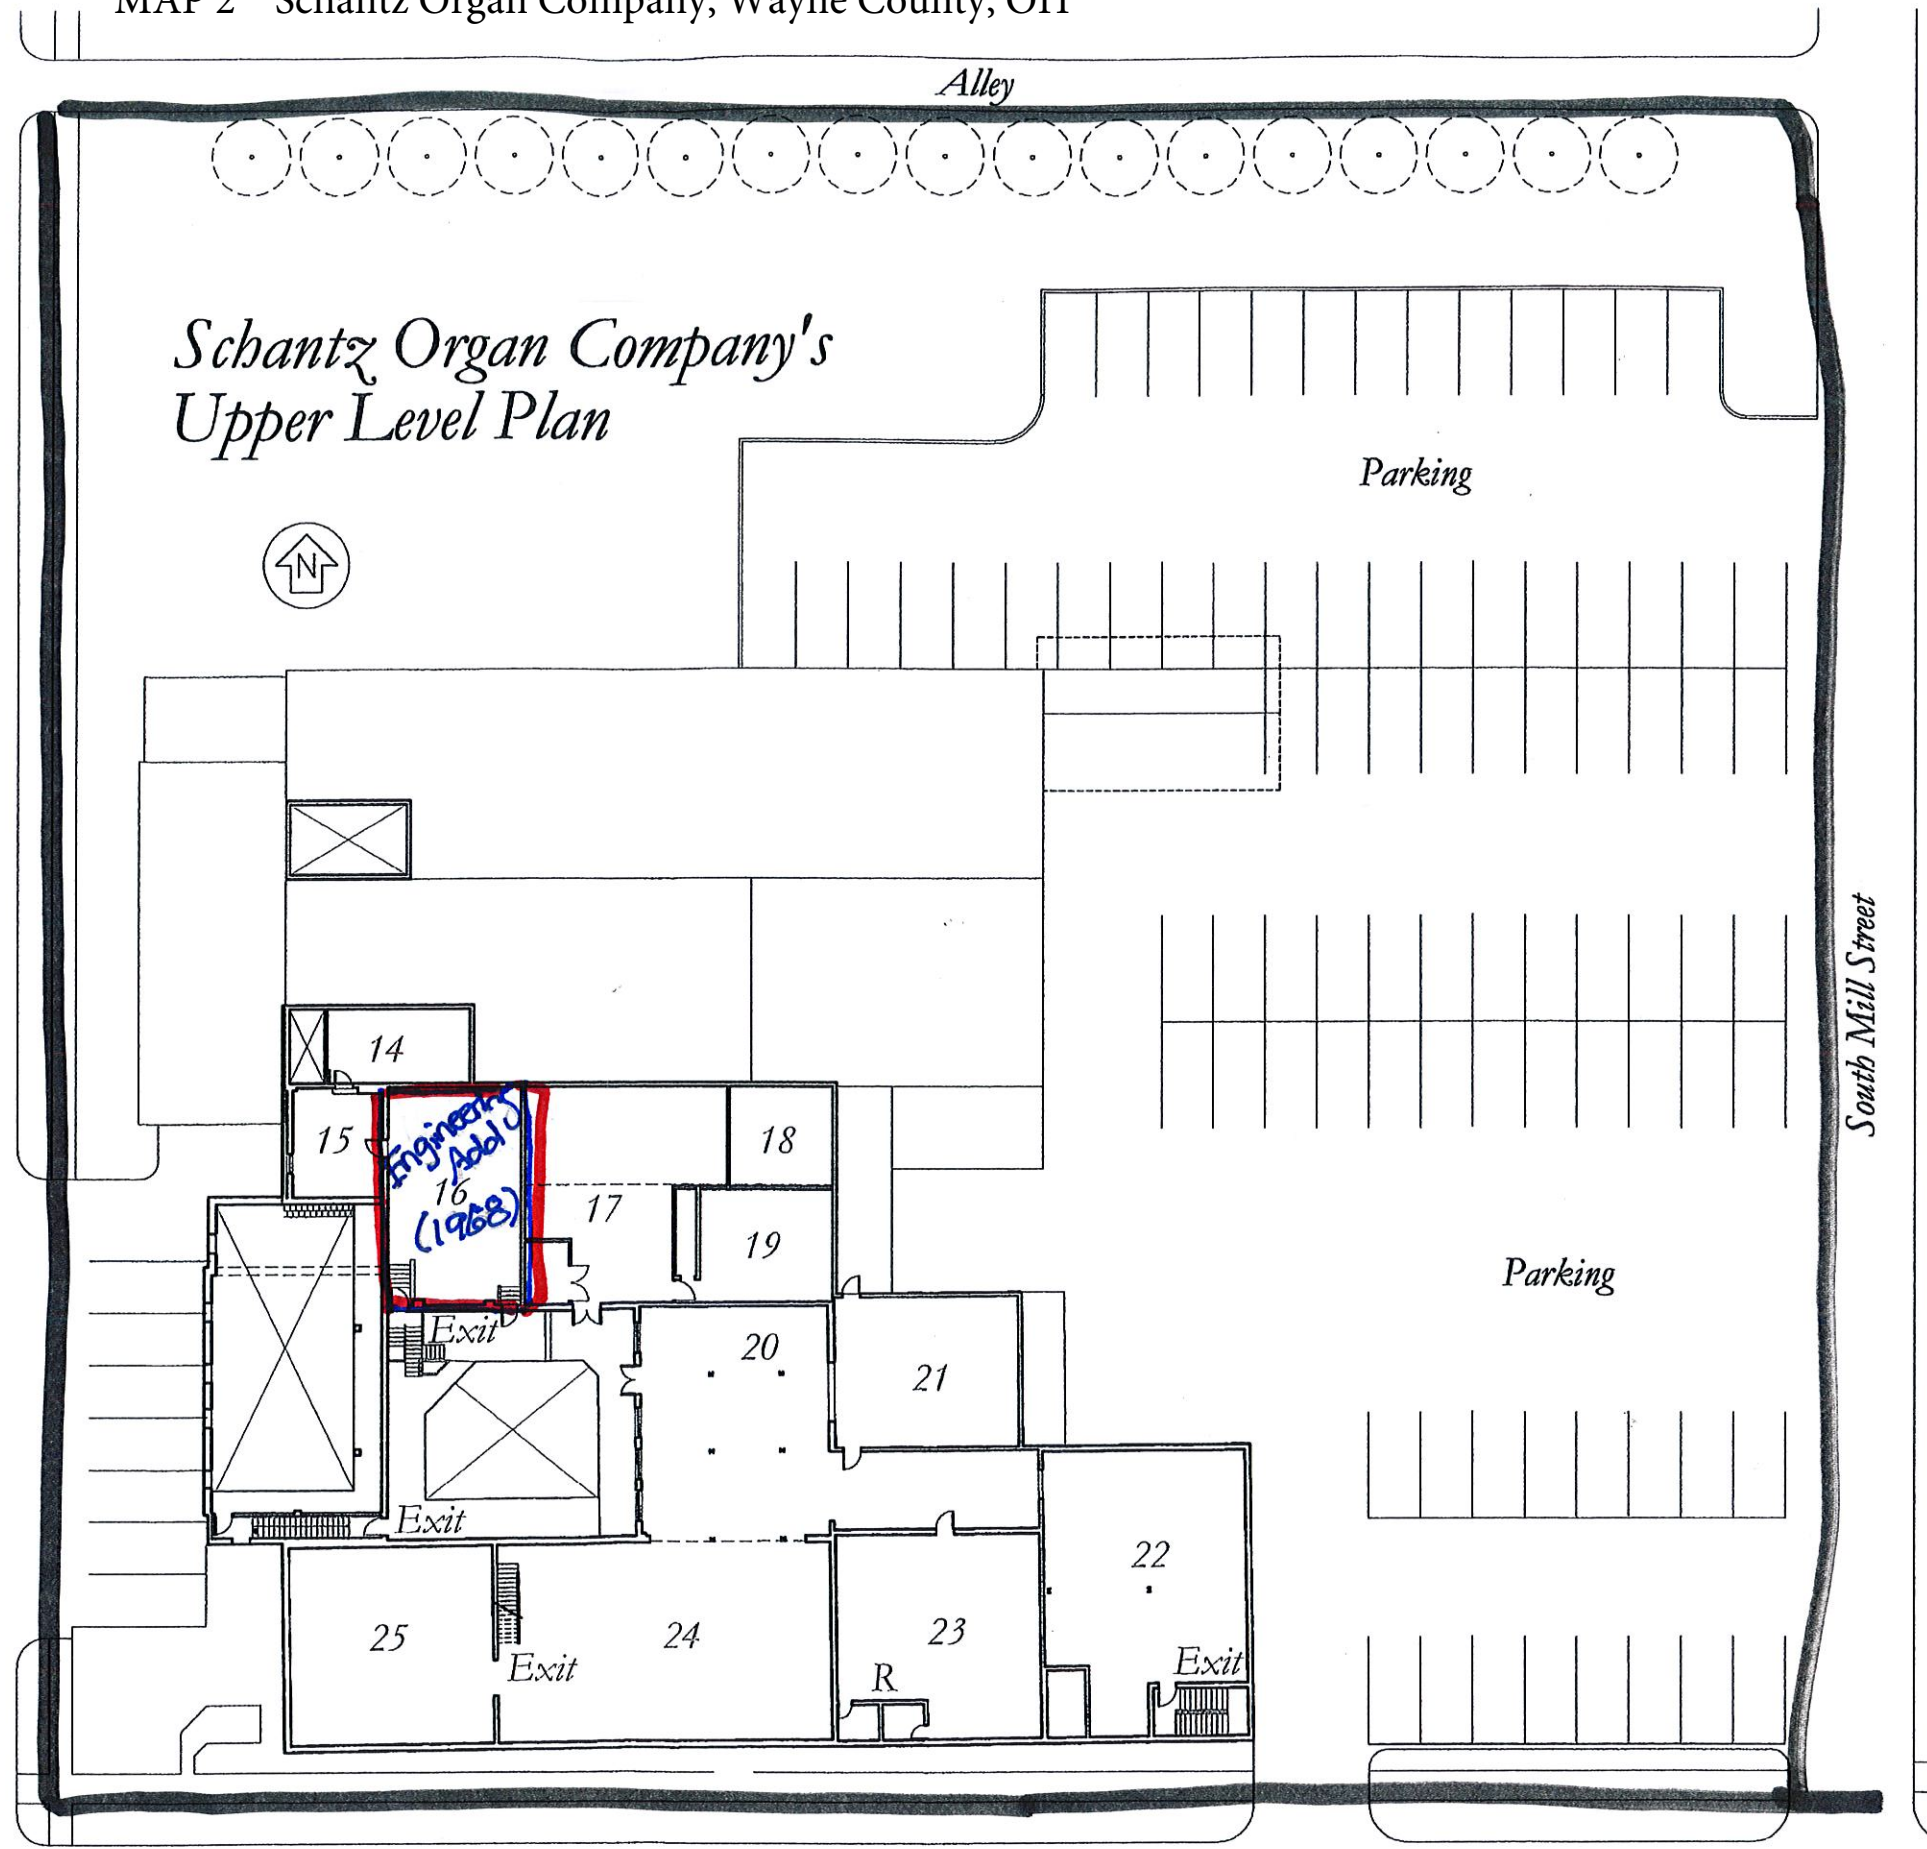 MAP 2 Schantz Organ Company, Wayne County, OH
Alley
Schantz Organ Company's
Upper Level Plan
Parking
N
South Mill Street
14
15
Engineering
Add
16
(1968)
17
18
19
Parking
Exit
20
21
Exit
22
25
24
23
Exit
R
Exit